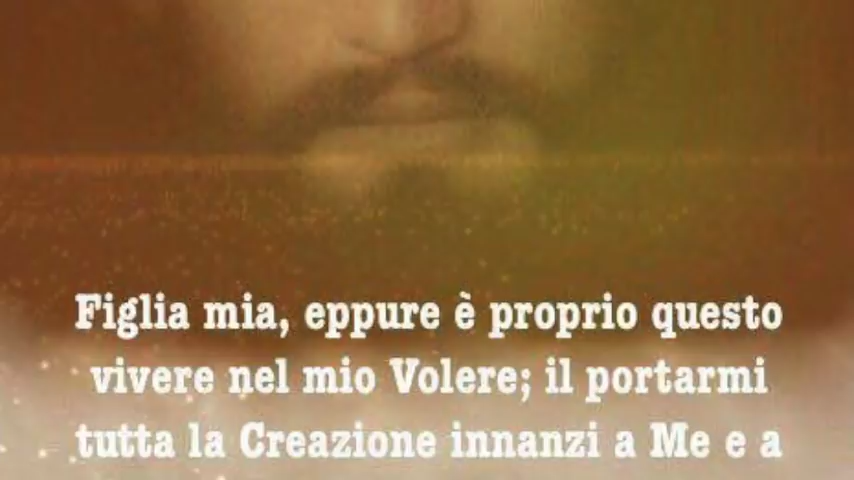 Figlia mia, eppure è proprio questo
vivere nel mio Volere; il portarmi
tutta la Creazione innanzi a Me e a